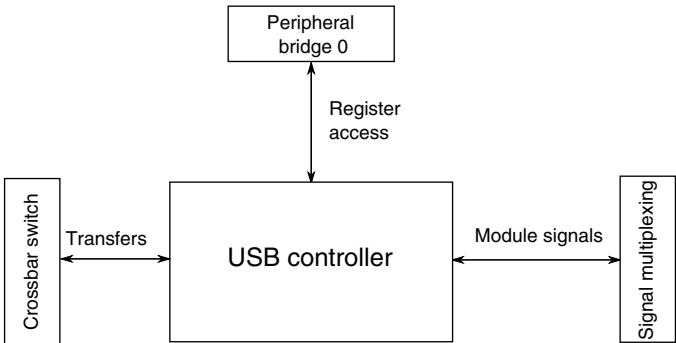 Peripheral
bridge 0
Register
access
Crossbar switch
Transfers
USB controller
Module signals
Signal multiplexing